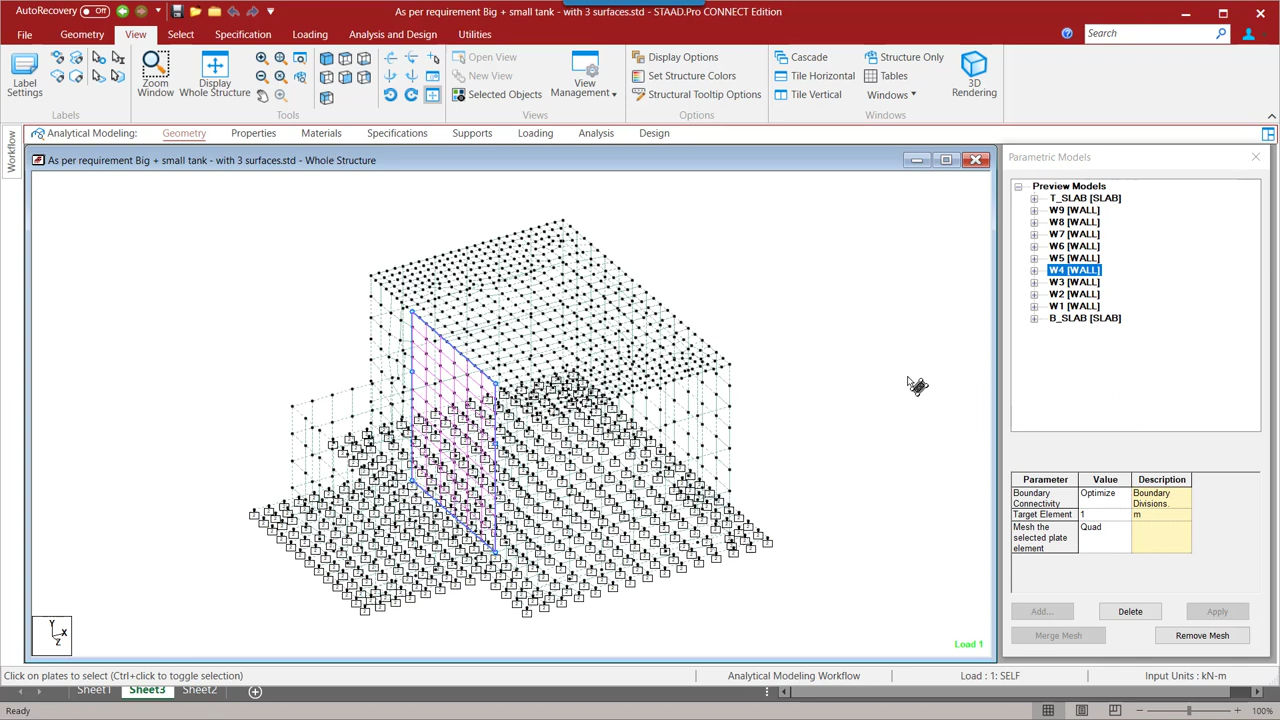 AutoRecovery Off
As per requirement Big + small tank - with 3 surfaces.std - STAAD.Pro CONNECT Edition
File Geometry View Select Specification Loading Analysis and Design Utilities Search
Label Settings
Labels
Zoom Window
Display Whole Structure
Tools
Open View
New View
Selected Objects
View Management
Views
Display Options
Set Structure Colors
Structural Tooltip Options
Options
Cascade
Tile Horizontal
Tile Vertical
Structure Only
Tables
Windows
3D Rendering
Windows
Workflow
Analytical Modeling: Geometry Properties Materials Specifications Supports Loading Analysis Design
As per requirement Big + small tank - with 3 surfaces.std - Whole Structure
Y
X
Z
Load 1
Parametric Models
Preview Models
T_SLAB [SLAB]
W9 [WALL]
W8 [WALL]
W7 [WALL]
W6 [WALL]
W5 [WALL]
W4 [WALL]
W3 [WALL]
W2 [WALL]
W1 [WALL]
B_SLAB [SLAB]
Parameter Value Description
Boundary Connectivity Optimize Boundary Divisions.
Target Element 1 m
Mesh the selected plate element Quad
Add... Delete Apply
Merge Mesh Remove Mesh
Click on plates to select (Ctrl+click to toggle selection) Analytical Modeling Workflow Load : 1: SELF Input Units : kN-m
Sheet1 Sheet3 Sheet2
Ready 100%